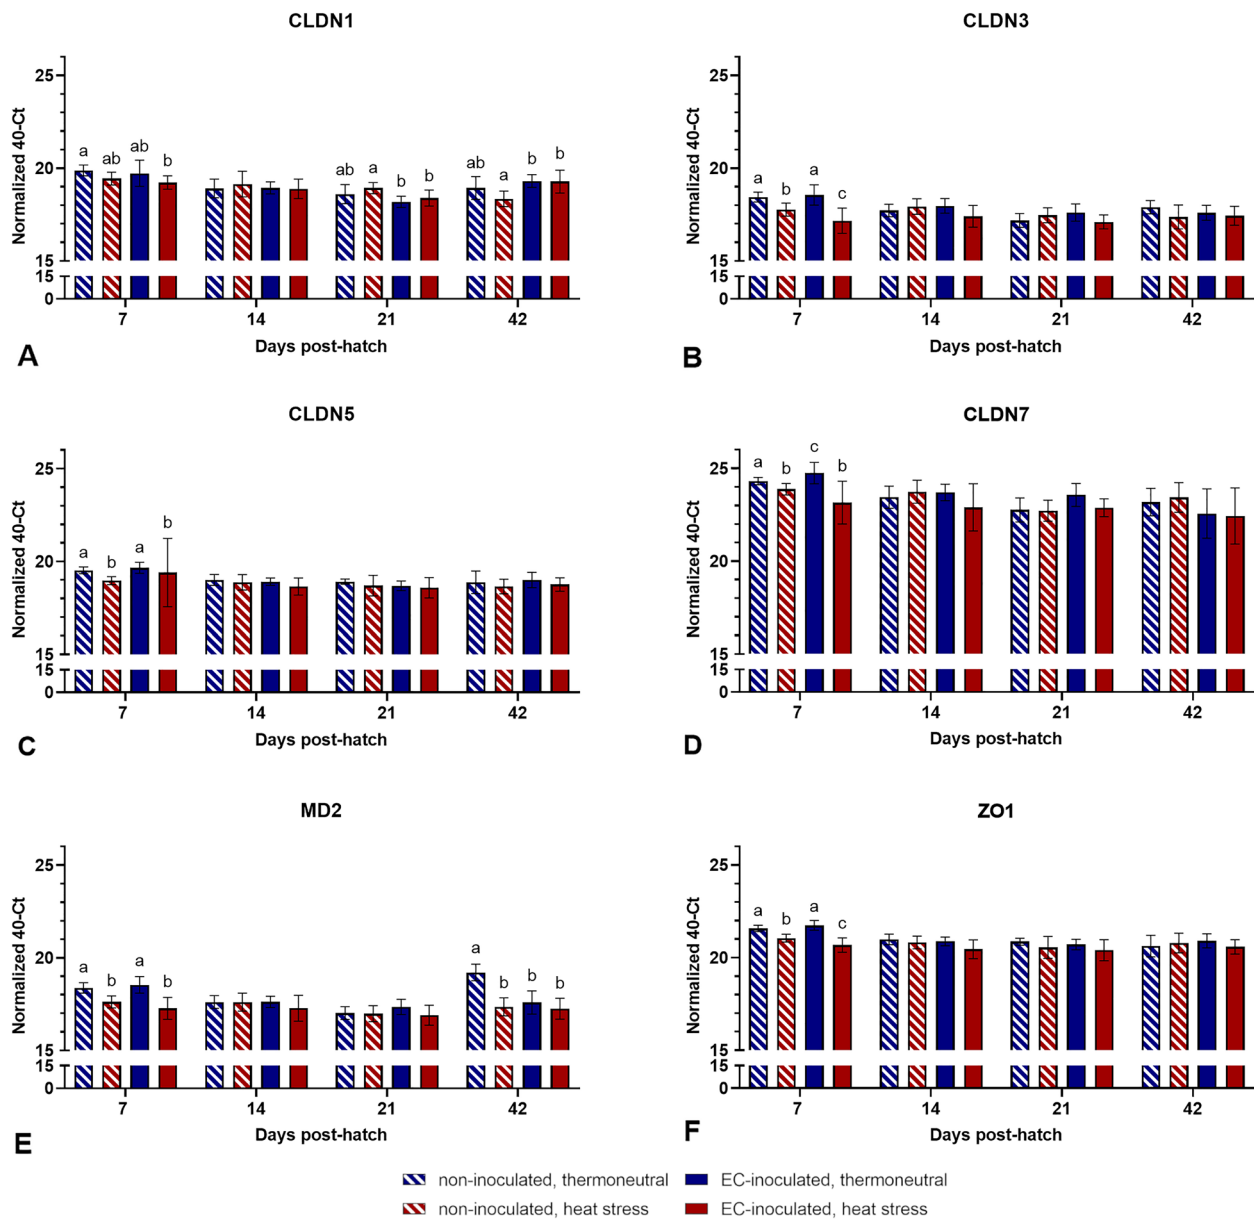 CLDN1
Normalized 40-Ct
25
20
15
15
0
a ab ab b
ab a b b
ab a b b
7 14 21 42
Days post-hatch
A
CLDN3
Normalized 40-Ct
25
20
15
15
0
a b a c
7 14 21 42
Days post-hatch
B
CLDN5
Normalized 40-Ct
25
20
15
15
0
a b a b
7 14 21 42
Days post-hatch
C
CLDN7
Normalized 40-Ct
25
20
15
15
0
a b c b
7 14 21 42
Days post-hatch
D
MD2
Normalized 40-Ct
25
20
15
15
0
a b a b
a b b b
7 14 21 42
Days post-hatch
E
ZO1
Normalized 40-Ct
25
20
15
15
0
a b a c
7 14 21 42
Days post-hatch
F
non-inoculated, thermoneutral
EC-inoculated, thermoneutral
non-inoculated, heat stress
EC-inoculated, heat stress